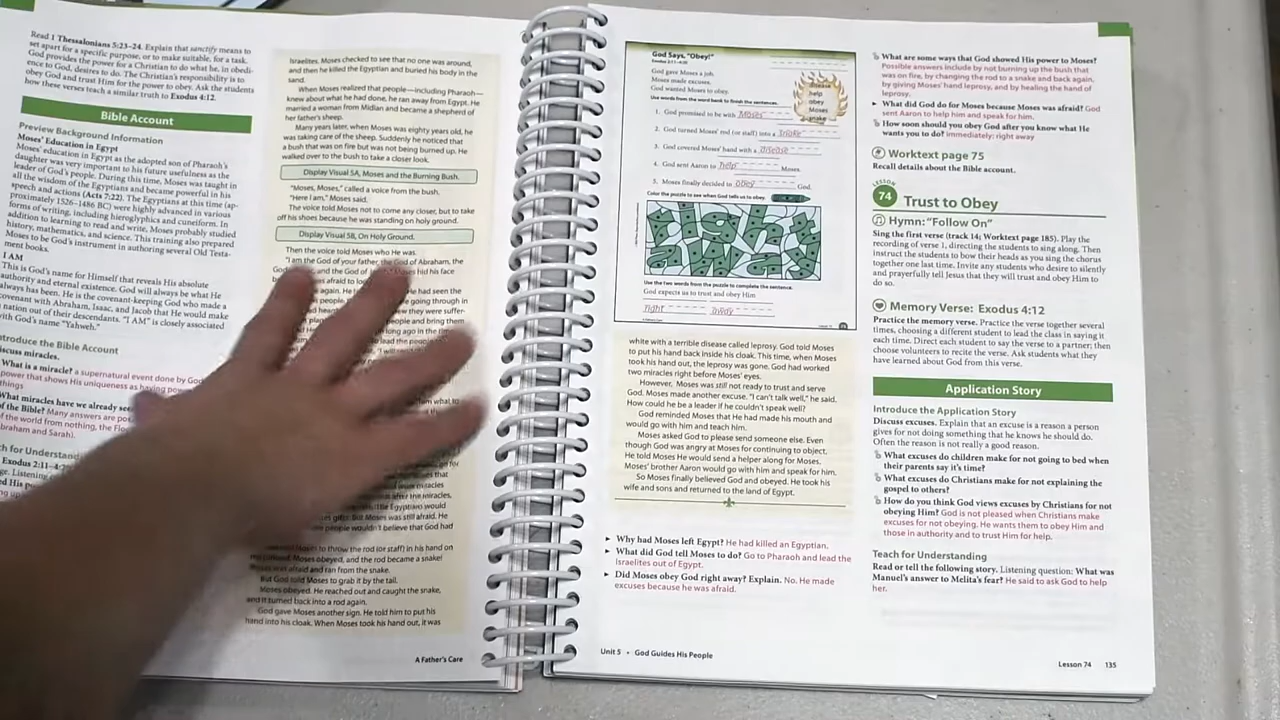 Read 1 Thessalonians 5:23–24. Explain that sanctify means to
set apart for a specific purpose, or to make suitable, for a task.
God provides the power for a Christian to do what he, in obedi-
ence to God, desires to do. The Christian's responsibility is to
obey God and trust Him for the power to obey. Ask the students
how these verses teach a similar truth to Exodus 4:12.
Bible Account
Preview Background Information
Moses' Education in Egypt
Moses' education in Egypt as the adopted son of Pharaoh's
daughter was very important to his future usefulness as the
leader of God's people. During this time, Moses was taught in
all the wisdom of the Egyptians and became powerful in his
speech and actions (Acts 7:22). The Egyptians at this time (ap-
proximately 1526–1486 BC) were highly advanced in various
forms of writing, including hieroglyphics and cuneiform. In
addition to learning to read and write, Moses probably studied
history, mathematics, and science. This training also prepared
Moses to be God's instrument in authoring several Old Testa-
ment books.
I AM
This is God's name for Himself that reveals His absolute
authority and eternal existence. God will always be what He
always has been. He is the covenant-keeping God who made a
covenant with Abraham, Isaac, and Jacob that He would make
nation out of their descendants. "I AM" is closely associated
with God's name "Yahweh."
Introduce the Bible Account
Discuss miracles.
What is a miracle? a supernatural event done by God
power that shows His uniqueness as having pow
things
What miracles have we already see
of the Bible? Many answers are po
of the world from nothing, the Flo
Abraham and Sarah).
Exodus 2:11–4:2
Listening
Israelites. Moses checked to see that no one was around,
and then he killed the Egyptian and buried his body in the
sand.
When Moses realized that people—including Pharaoh—
knew about what he had done, he ran away from Egypt. He
married a woman from Midian and became a shepherd of
her father's sheep.
Many years later, when Moses was eighty years old, he
was taking care of the sheep. Suddenly he noticed that
a bush that was on fire but was not being burned up. He
walked over to the bush to take a closer look.
Display Visual 5A, Moses and the Burning Bush.
"Moses, Moses," called a voice from the bush.
"Here I am," Moses said.
The voice told Moses not to come any closer, but to take
off his shoes because he was standing on holy ground.
Display Visual 5B, On Holy Ground.
Then the voice told Moses who He was.
"I am the God of your father, the God of Abraham, the
and the God of Moses hid his face
afraid to
He had seen the
going through in
they were suffer-
people and bring them
long ago in the
lead the people
what to
that
after the miracles,
the Egyptians would
But Moses was still afraid. He
people wouldn't believe that God had
to throw the rod (or staff) in his hand on
Moses obeyed, and the rod became a snake!
Moses was afraid and ran from the snake.
But God told Moses to grab it by the tail.
Moses obeyed. He reached out and caught the snake,
and it turned back into a rod again.
God gave Moses another sign. He told him to put his
hand into his cloak. When Moses took his hand out, it was
A Father's Care
God Says, "Obey!"
Exodus 2:11–4:20
God gave Moses a job.
Moses made excuses.
God wanted Moses to obey.
Use words from the word bank to finish the sentences.
disease
help
obey
Moses
snake
1. God promised to be with Moses
2. God turned Moses' rod (or staff) into a snake
3. God covered Moses' hand with a disease
4. God sent Aaron to help Moses.
5. Moses finally decided to obey God.
Color the puzzle to see when God tells us to obey.
Use the two words from the puzzle to complete the sentence.
God expects us to trust and obey Him
right away
white with a terrible disease called leprosy. God told Moses
to put his hand back inside his cloak. This time, when Moses
took his hand out, the leprosy was gone. God had worked
two miracles right before Moses' eyes.
However, Moses was still not ready to trust and serve
God. Moses made another excuse. "I can't talk well," he said.
How could he be a leader if he couldn't speak well?
God reminded Moses that He had made his mouth and
would go with him and teach him.
Moses asked God to please send someone else. Even
though God was angry at Moses for continuing to object,
He told Moses He would send a helper along for Moses.
Moses' brother Aaron would go with him and speak for him.
So Moses finally believed God and obeyed. He took his
wife and sons and returned to the land of Egypt.
Why had Moses left Egypt? He had killed an Egyptian.
What did God tell Moses to do? Go to Pharaoh and lead the
Israelites out of Egypt.
Did Moses obey God right away? Explain. No. He made
excuses because he was afraid.
Unit 5 • God Guides His People
What are some ways that God showed His power to Moses?
Possible answers include by not burning up the bush that
was on fire, by changing the rod to a snake and back again,
by giving Moses' hand leprosy, and by healing the hand of
leprosy.
What did God do for Moses because Moses was afraid? God
sent Aaron to help him and speak for him.
How soon should you obey God after you know what He
wants you to do? immediately; right away
Worktext page 75
Recall details about the Bible account.
LESSON
74 Trust to Obey
Hymn: "Follow On"
Sing the first verse (track 14; Worktext page 185). Play the
recording of verse 1, directing the students to sing along. Then
instruct the students to bow their heads as you sing the chorus
together one last time. Invite any students who desire to silently
and prayerfully tell Jesus that they will trust and obey Him to
do so.
Memory Verse: Exodus 4:12
Practice the memory verse. Practice the verse together several
times, choosing a different student to lead the class in saying it
each time. Direct each student to say the verse to a partner; then
choose volunteers to recite the verse. Ask students what they
have learned about God from this verse.
Application Story
Introduce the Application Story
Discuss excuses. Explain that an excuse is a reason a person
gives for not doing something that he knows he should do.
Often the reason is not really a good reason.
What excuses do children make for not going to bed when
their parents say it's time?
What excuses do Christians make for not explaining the
gospel to others?
How do you think God views excuses by Christians for not
obeying Him? God is not pleased when Christians make
excuses for not obeying. He wants them to obey Him and
those in authority and to trust Him for help.
Teach for Understanding
Read or tell the following story. Listening question: What was
Manuel's answer to Melita's fear? He said to ask God to help
her.
Lesson 74 135